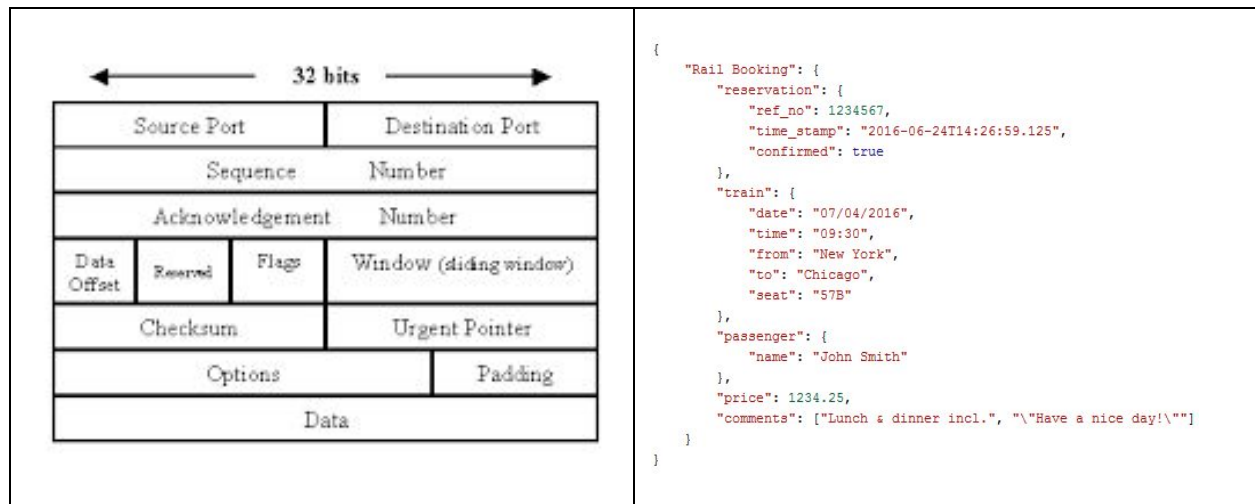 32 bits
Source Port Destination Port
Sequence Number
Acknowledgement Number
Data Offset Reserved Flags Window (sliding window)
Checksum Urgent Pointer
Options Padding
Data
{
"Rail Booking": {
"reservation": {
"ref_no": 1234567,
"time_stamp": "2016-06-24T14:26:59.125",
"confirmed": true
},
"train": {
"date": "07/04/2016",
"time": "09:30",
"from": "New York",
"to": "Chicago",
"seat": "57B"
},
"passenger": {
"name": "John Smith"
},
"price": 1234.25,
"comments": ["Lunch & dinner incl.", "\"Have a nice day!\""]
}
}